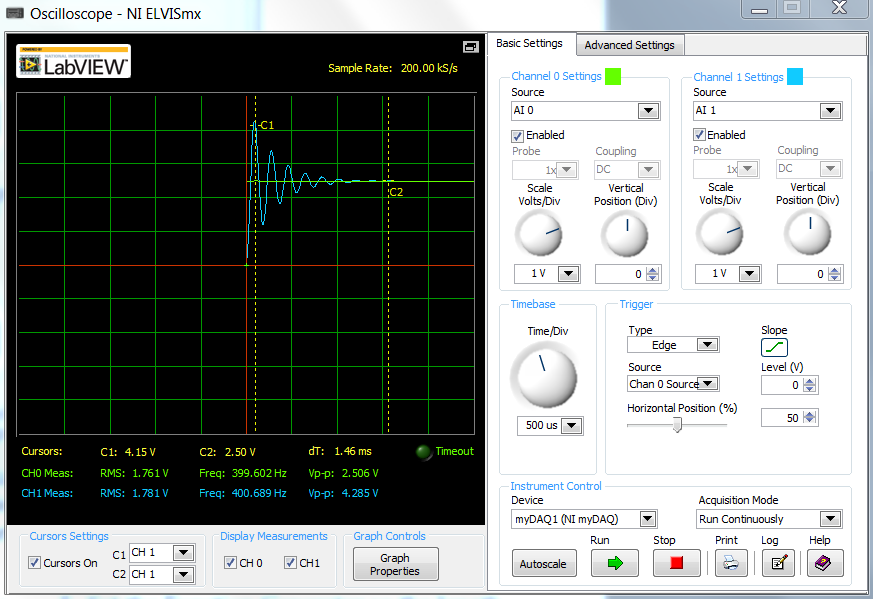 Oscilloscope - NI ELVISmx
POWERED BY
NATIONAL INSTRUMENTS
LabVIEW™
Sample Rate: 200.00 kS/s
C1
C2
Cursors: C1: 4.15 V C2: 2.50 V dT: 1.46 ms Timeout
CH0 Meas: RMS: 1.761 V Freq: 399.602 Hz Vp-p: 2.506 V
CH1 Meas: RMS: 1.781 V Freq: 400.689 Hz Vp-p: 4.285 V
Cursors Settings
Cursors On
C1 CH 1
C2 CH 1
Display Measurements
CH 0 CH1
Graph Controls
Graph
Properties
Basic Settings Advanced Settings
Channel 0 Settings
Source
AI 0
Enabled
Probe Coupling
1x DC
Scale Vertical
Volts/Div Position (Div)
1 V 0
Channel 1 Settings
Source
AI 1
Enabled
Probe Coupling
1x DC
Scale Vertical
Volts/Div Position (Div)
1 V 0
Timebase
Time/Div
500 us
Trigger
Type Slope
Edge
Source Level (V)
Chan 0 Source 0
Horizontal Position (%)
50
Instrument Control
Device Acquisition Mode
myDAQ1 (NI myDAQ) Run Continuously
Run Stop Print Log Help
Autoscale